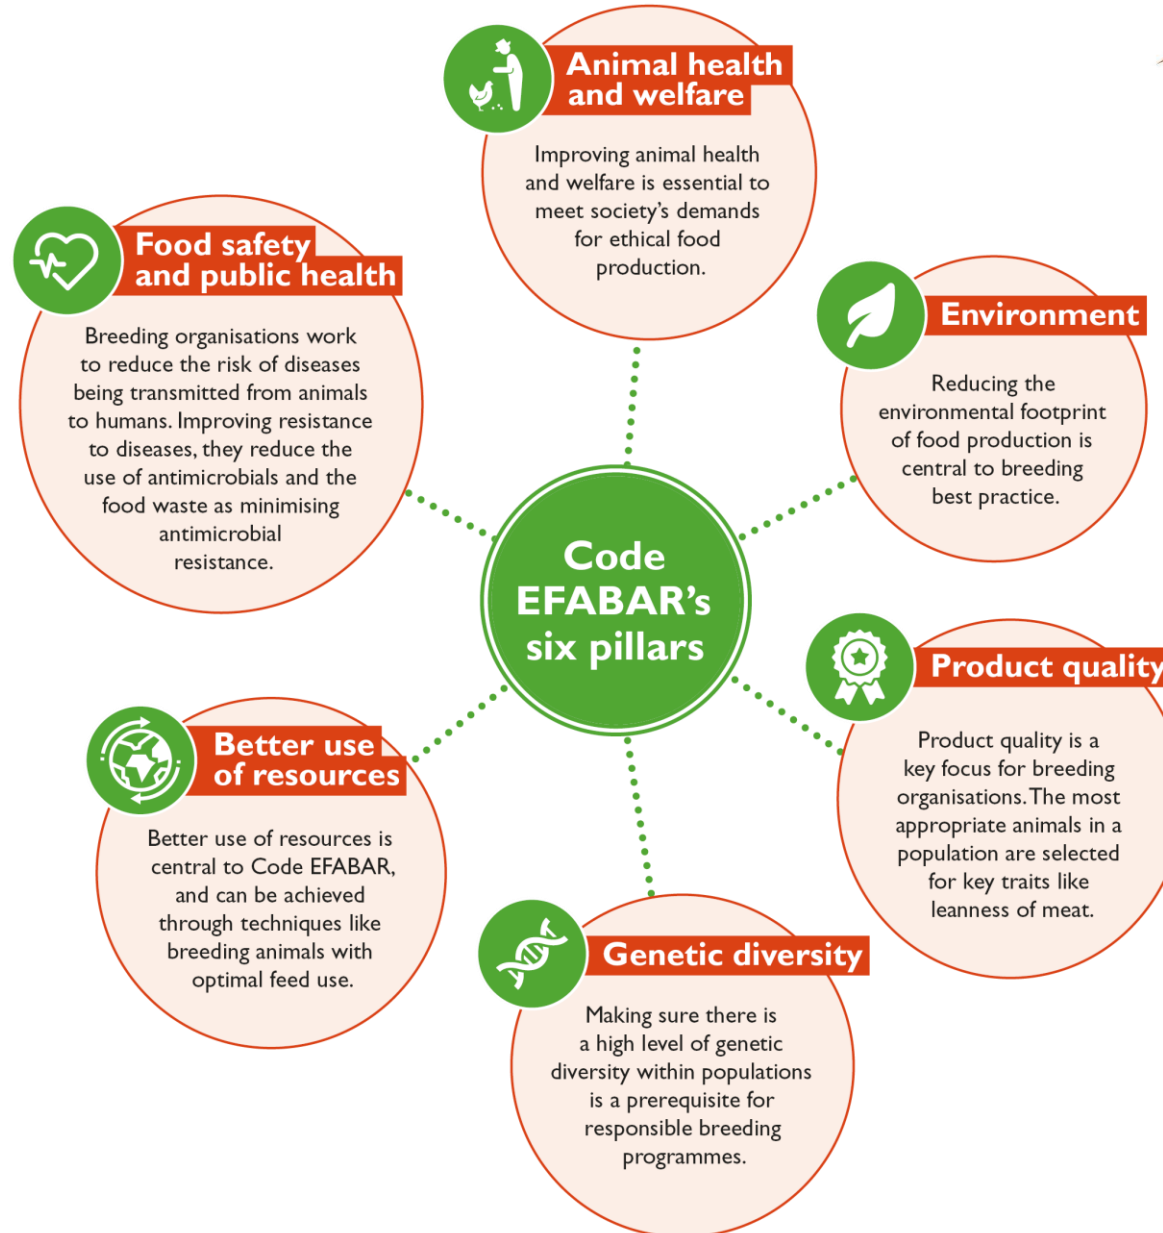 Animal health
and welfare
Improving animal health
and welfare is essential to
meet society’s demands
for ethical food
production.
Food safety
and public health
Breeding organisations work
to reduce the risk of diseases
being transmitted from animals
to humans. Improving resistance
to diseases, they reduce the
use of antimicrobials and the
food waste as minimising
antimicrobial
resistance.
Environment
Reducing the
environmental footprint
of food production is
central to breeding
best practice.
Code
EFABAR’s
six pillars
Product quality
Product quality is a
key focus for breeding
organisations. The most
appropriate animals in a
population are selected
for key traits like
leanness of meat.
Better use
of resources
Better use of resources is
central to Code EFABAR,
and can be achieved
through techniques like
breeding animals with
optimal feed use.
Genetic diversity
Making sure there is
a high level of genetic
diversity within populations
is a prerequisite for
responsible breeding
programmes.